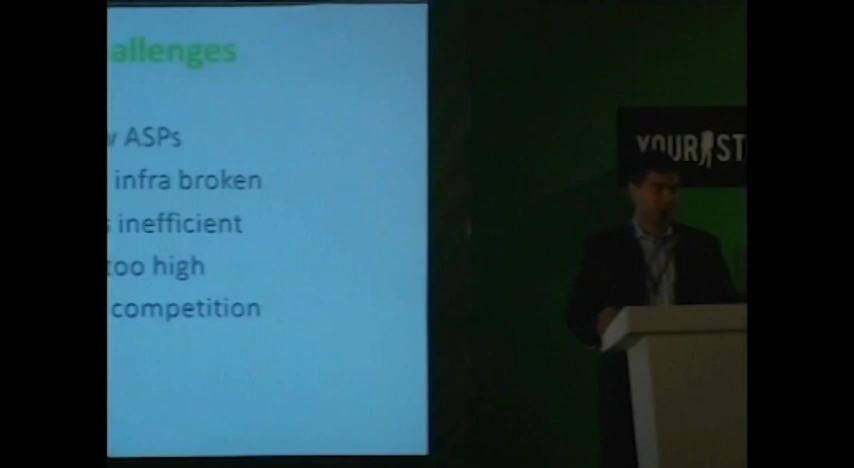 allenges
ASPs
infra broken
inefficient
too high
competition
YOUR ST